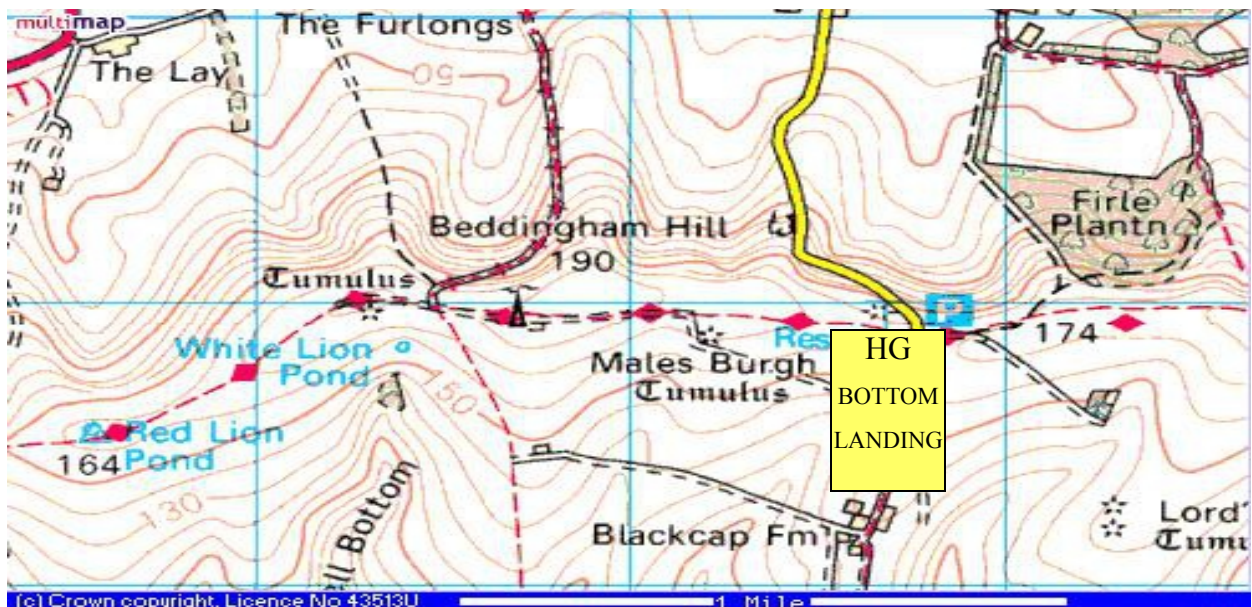 multimap
The Furlongs
The Lay
50
T
Firle
Plantn
Beddingham Hill
190
Tumulus
P
174
White Lion
Pond
Res
HG
BOTTOM
LANDING
Males Burgh
Tumulus
150
Red Lion
Pond
164
130
ell Bottom
Blackcap Fm
Lord'
Tumu
(c) Crown copyright, Licence No 43513U
1 Mile